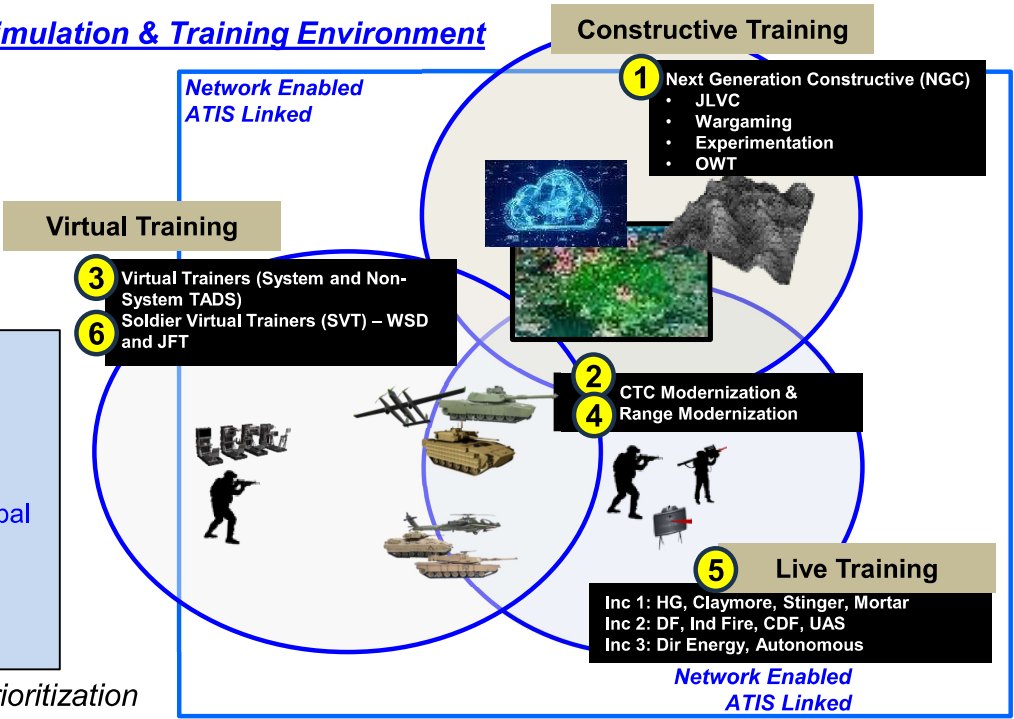 imulation & Training Environment
Constructive Training
Network Enabled
ATIS Linked
1
Next Generation Constructive (NGC)
• JLVC
• Wargaming
• Experimentation
• OWT
Virtual Training
3
Virtual Trainers (System and Non-
System TADS)
6
Soldier Virtual Trainers (SVT) – WSD
and JFT
2
4
CTC Modernization &
Range Modernization
bal
5
Live Training
Inc 1: HG, Claymore, Stinger, Mortar
Inc 2: DF, Ind Fire, CDF, UAS
Inc 3: Dir Energy, Autonomous
Network Enabled
ATIS Linked
rioritization